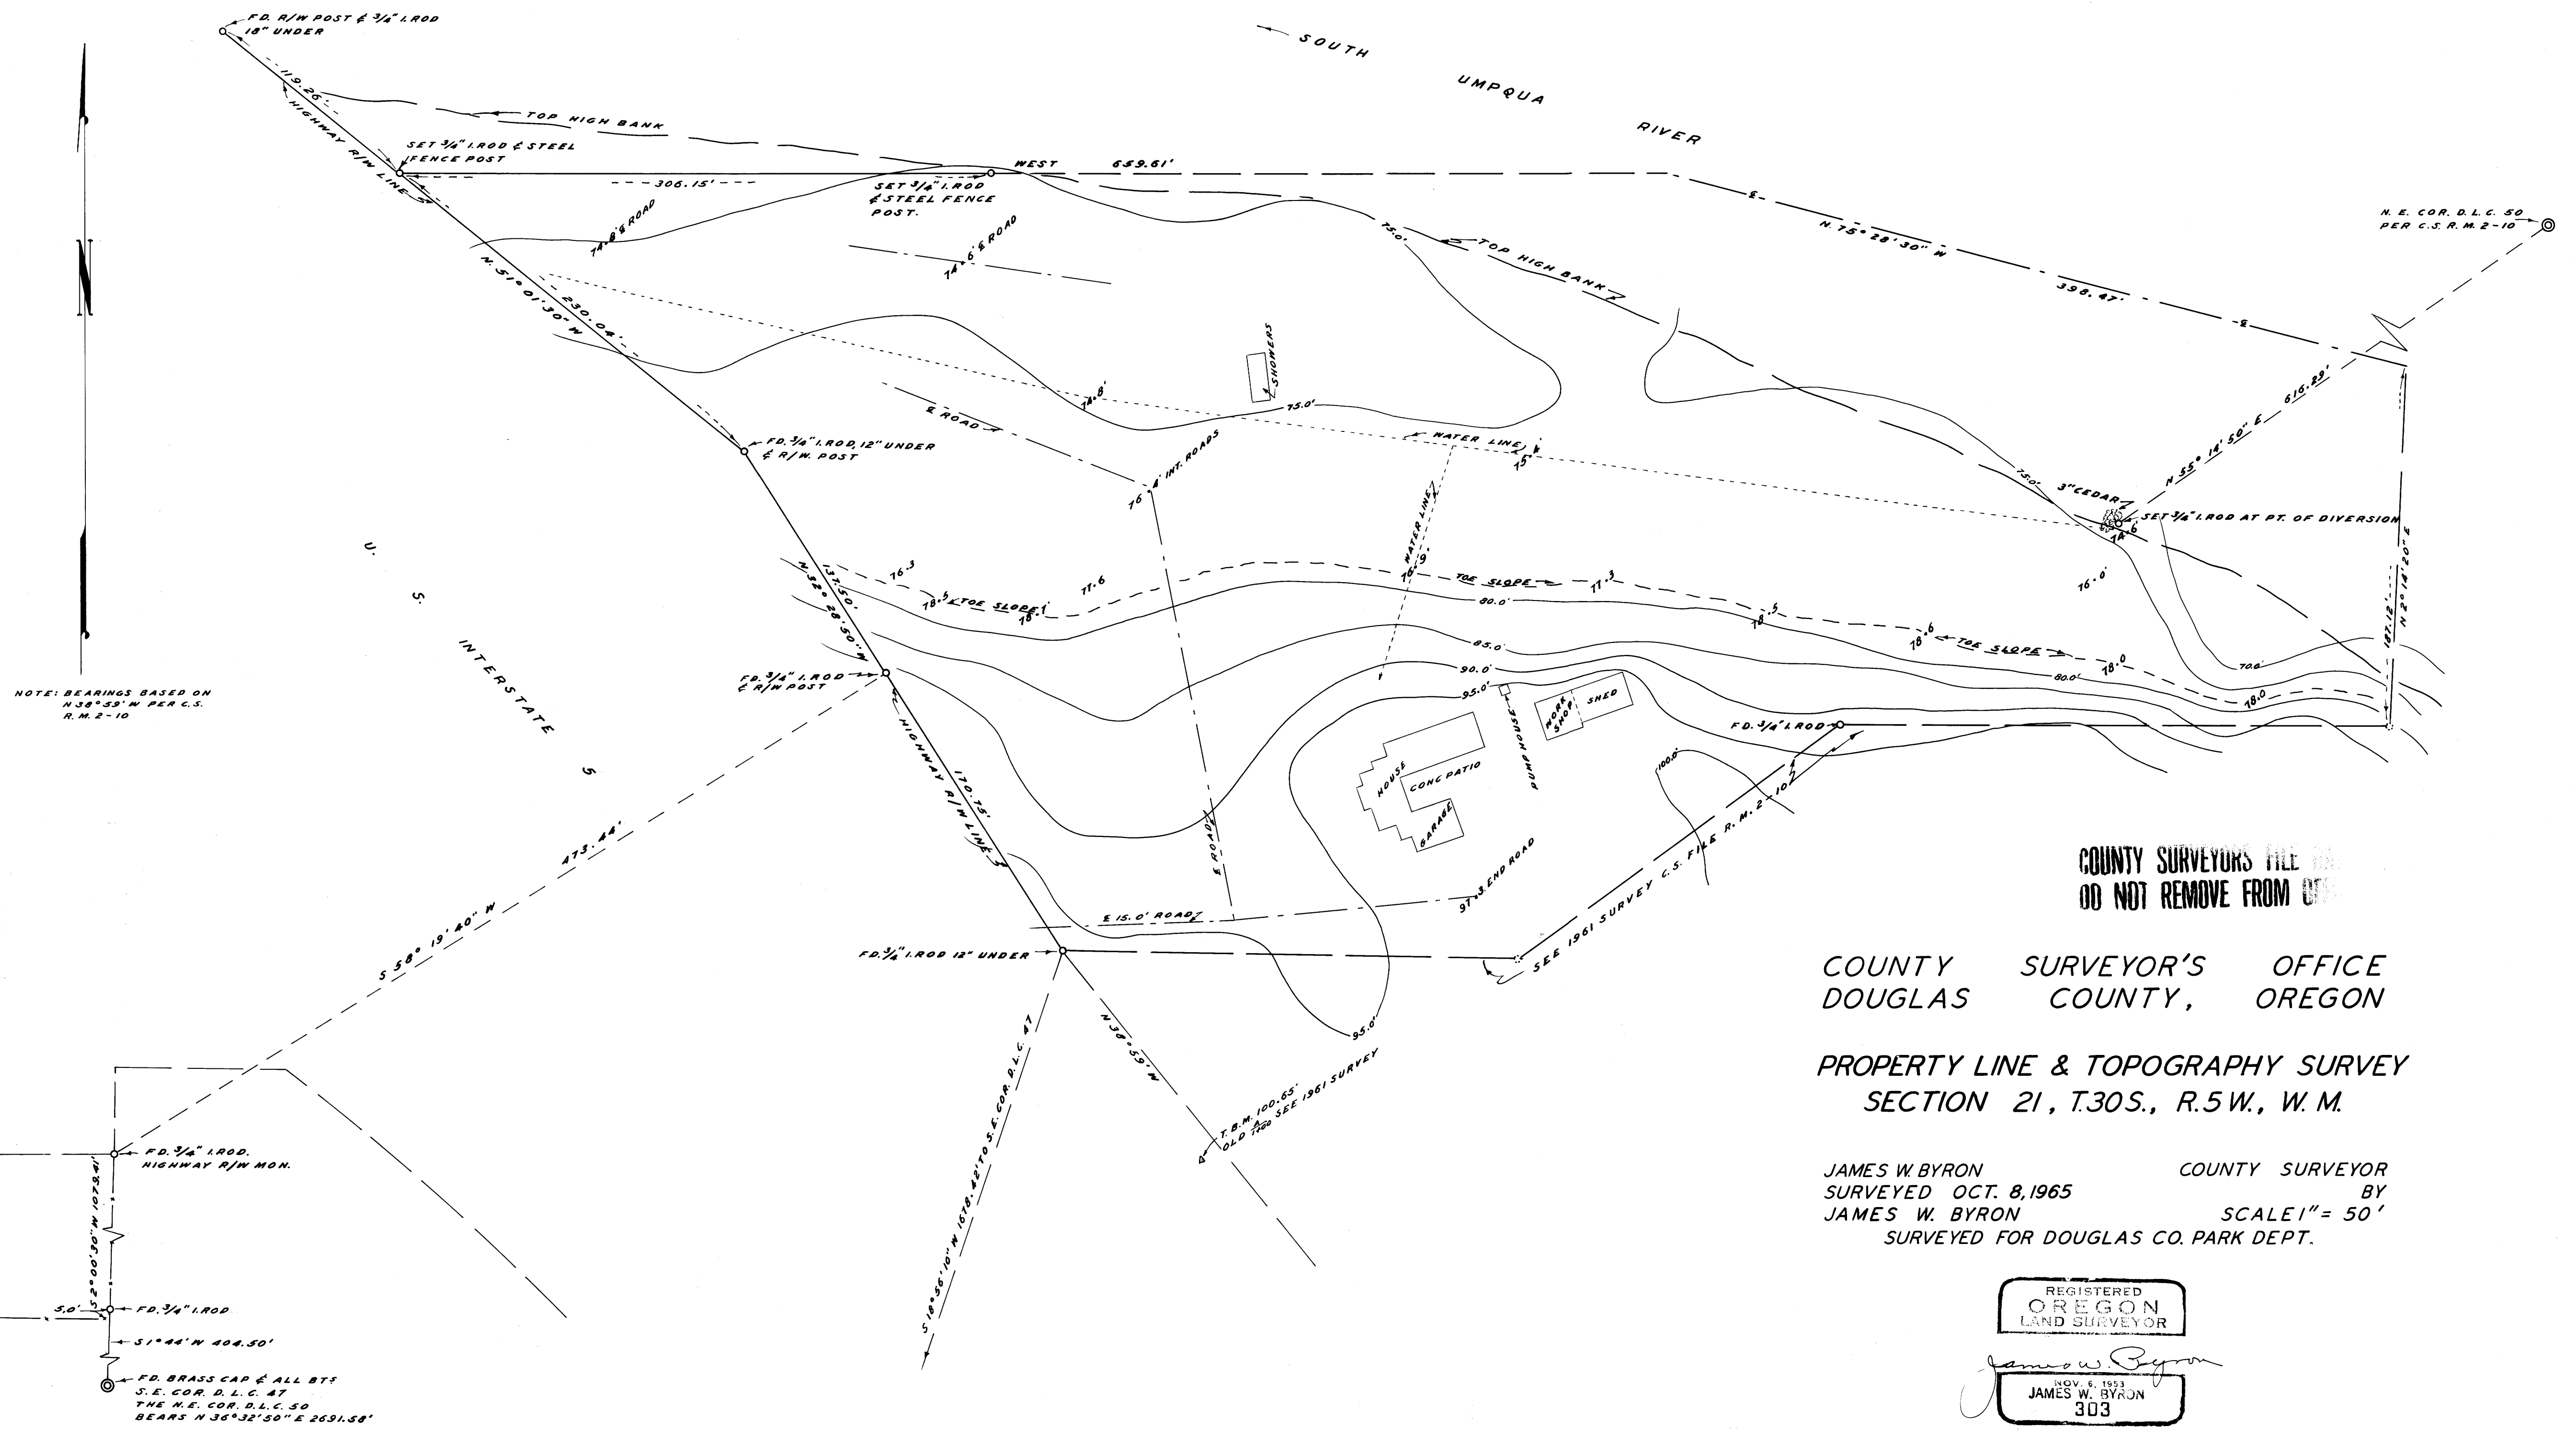 FD. R/W POST & 3/4" I.ROD
18" UNDER
119.26'
HIGHWAY R/W LINE
TOP HIGH BANK
SET 3/4" I.ROD & STEEL
FENCE POST
306.15'
WEST 659.61'
SET 3/4" I.ROD
& STEEL FENCE
POST.
SOUTH UMPQUA RIVER
74.8' ℄ ROAD
74.6' ℄ ROAD
75.0'
TOP HIGH BANK
N. 75° 28' 30" W
398.47'
N. E. COR. D. L. C. 50
PER C.S. R. M. 2-10
N
N. 51° 01' 30" W
230.04'
SHOWERS
74.8'
75.0'
℄ ROAD
WATER LINE
75.
616.29'
N 55° 14' 50" E
FD. 3/4" I.ROD, 12" UNDER
& R/W. POST
76.4' INT. ROADS
WATER LINE
75.0'
3" CEDAR
SET 3/4" I.ROD AT PT. OF DIVERSION
74.6
76.0'
N 2° 14' 20" E
187.12'
U. S. INTERSTATE 5
137.50'
N. 32° 28' 50" W
76.3
78.5
TOE SLOPE
78.1
77.6
76.9'
TOE SLOPE
77.3
80.0'
78.5
78.6
TOE SLOPE
78.0
70.0'
80.0'
78.0
85.0'
90.0'
95.0'
FD. 3/4" I.ROD
& R/W POST
NOTE: BEARINGS BASED ON
N 38° 59' W PER C.S.
R. M. 2-10
HIGHWAY R/W LINE
170.75'
PUMPHOUSE
WORK SHOP
SHED
HOUSE
CONC PATIO
GARAGE
FD. 3/4" I.ROD
100.0'
℄ ROAD
97.3 END ROAD
SEE 1961 SURVEY C.S. FILE R. M. 2-10
473.44'
S 58° 19' 40" W
℄ 15.0' ROAD
FD. 3/4" I.ROD 12" UNDER
95.0'
N 38° 59' W
S 18° 56' 10" W 1678.42' TO S.E. COR. D.L.C. 47
T. B. M. 100.65'
OLD SEE 1961 SURVEY
COUNTY SURVEYORS FILE
DO NOT REMOVE FROM
COUNTY SURVEYOR'S OFFICE
DOUGLAS COUNTY, OREGON
PROPERTY LINE & TOPOGRAPHY SURVEY
SECTION 21, T.30S., R.5W., W. M.
JAMES W. BYRON COUNTY SURVEYOR
SURVEYED OCT. 8, 1965 BY
JAMES W. BYRON SCALE 1" = 50'
SURVEYED FOR DOUGLAS CO. PARK DEPT.
REGISTERED
OREGON
LAND SURVEYOR
James W. Byron
NOV. 6, 1953
JAMES W. BYRON
303
FD. 3/4" I.ROD.
HIGHWAY R/W MON.
S 2° 00' 30" W 1078.41'
5.0'
FD. 3/4" I.ROD
S 1° 44' W 404.50'
FD. BRASS CAP & ALL BTS
S. E. COR. D. L. C. 47
THE N.E. COR. D.L.C. 50
BEARS N 36° 32' 50" E 2691.58'